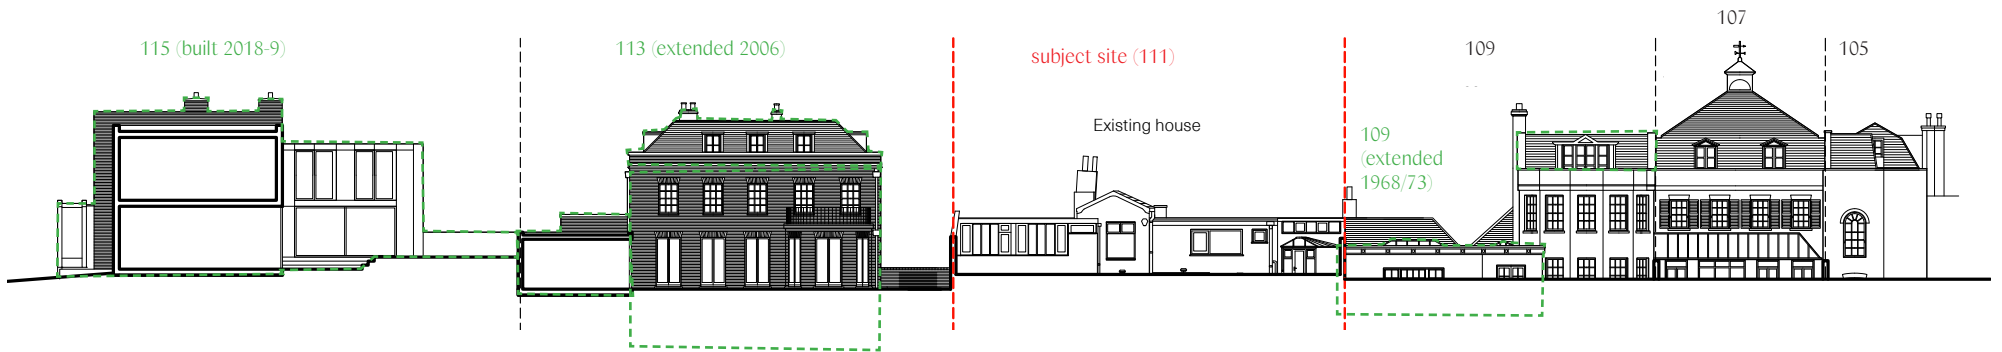 115 (built 2018-9)
113 (extended 2006)
subject site (111)
109
107
105
Existing house
109
(extended
1968/73)